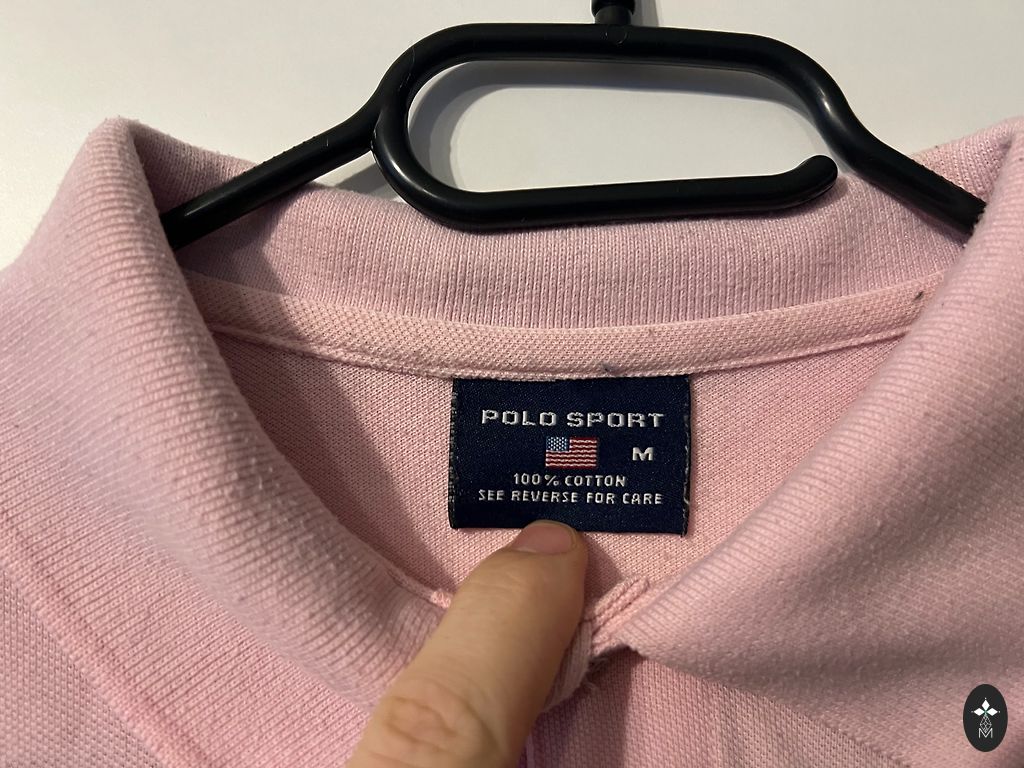 POLO SPORT
M
100% COTTON
SEE REVERSE FOR CARE
M